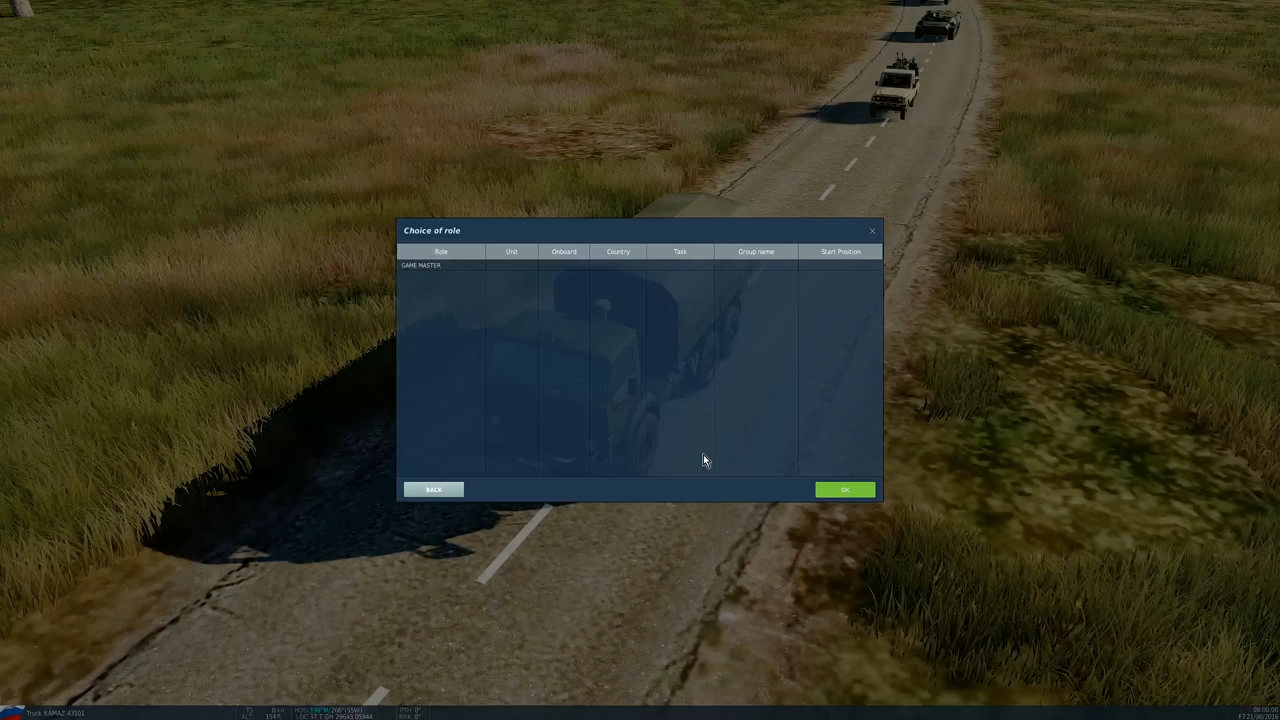 Choice of role
Role Unit Onboard Country Task Group name Start Position
GAME MASTER
BACK OK
Truck KAMAZ 43101